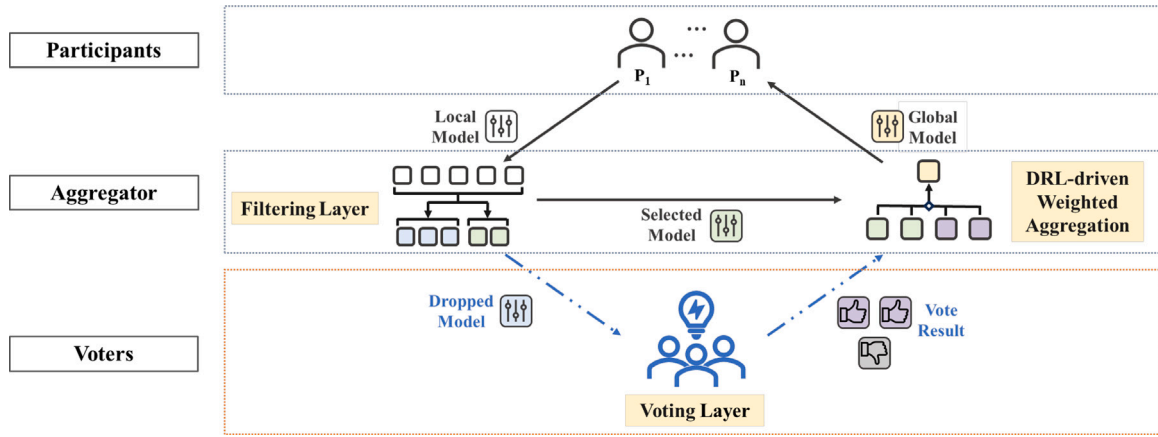 Participants
... 
...
P1
Pn
Local
Model
Global
Model
Aggregator
Filtering Layer
Selected
Model
DRL-driven
Weighted
Aggregation
Dropped
Model
Vote
Result
Voters
Voting Layer